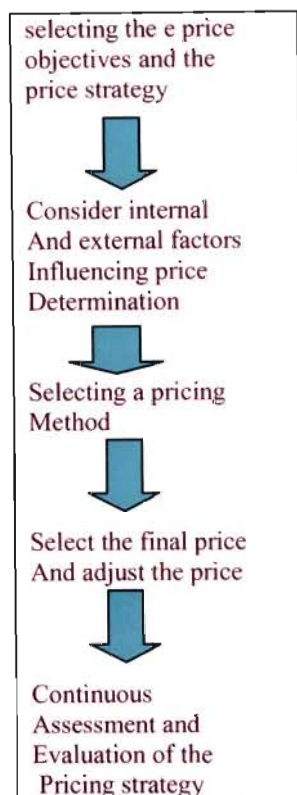 selecting the e price
objectives and the
price strategy
Consider internal
And external factors
Influencing price
Determination
Selecting a pricing
Method
Select the final price
And adjust the price
Continuous
Assessment and
Evaluation of the
Pricing strategy